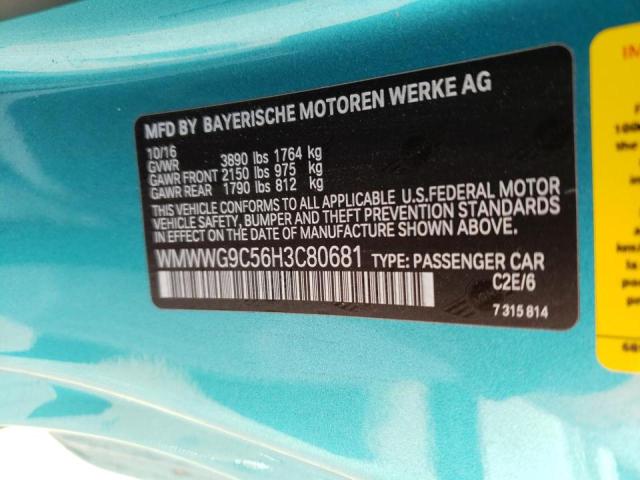 MFD BY BAYERISCHE MOTOREN WERKE AG
10/16
GVWR 3890 lbs 1764 kg
GAWR FRONT 2150 lbs 975 kg
GAWR REAR 1790 lbs 812 kg
THIS VEHICLE CONFORMS TO ALL APPLICABLE U.S.FEDERAL MOTOR
VEHICLE SAFETY, BUMPER AND THEFT PREVENTION STANDARDS
IN EFFECT ON THE DATE OF MANUFACTURE SHOWN ABOVE.
WMWWG9C56H3C80681 TYPE: PASSENGER CAR
C2E/6
7 315 814
the